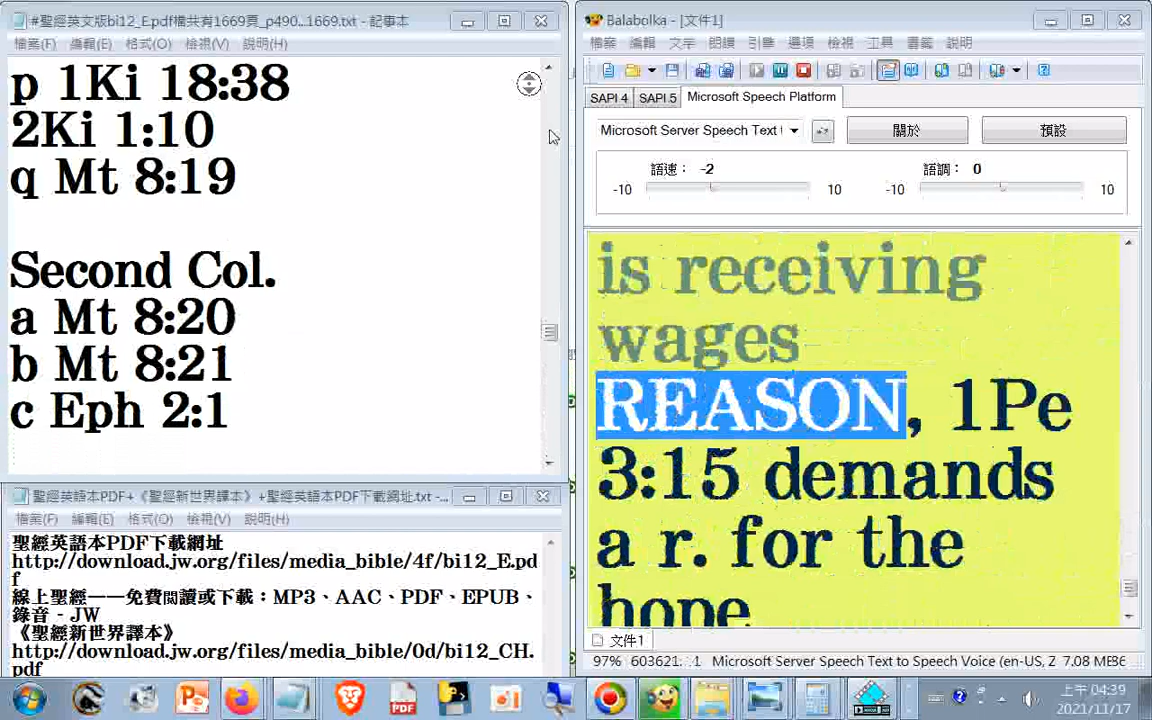 #聖經英文版bi12_E.pdf檔共有1669頁_p490...1669.txt - 記事本
檔案(F) 編輯(E) 格式(O) 檢視(V) 說明(H)
p 1Ki 18:38
2Ki 1:10
q Mt 8:19
Second Col.
a Mt 8:20
b Mt 8:21
c Eph 2:1
聖經英語本PDF+《聖經新世界譯本》+聖經英語本PDF下載網址.txt - ...
檔案(F) 編輯(E) 格式(O) 檢視(V) 說明(H)
聖經英語本PDF下載網址
http://download.jw.org/files/media_bible/4f/bi12_E.pd
f
線上聖經——免費閱讀或下載：MP3、AAC、PDF、EPUB、
錄音 - JW
《聖經新世界譯本》
http://download.jw.org/files/media_bible/0d/bi12_CH.
pdf
Balabolka - [文件1]
檔案 編輯 文字 朗讀 引擎 選項 檢視 工具 書籤 說明
SAPI 4 SAPI 5 Microsoft Speech Platform
Microsoft Server Speech Text 關於 預設
語速： -2 語調： 0
-10 10 -10 10
is receiving
wages
REASON, 1Pe
3:15 demands
a r. for the
hope
文件1
97% 603621: 1 Microsoft Server Speech Text to Speech Voice (en-US, Z 7.08 MB
上午 04:39
2021/11/17